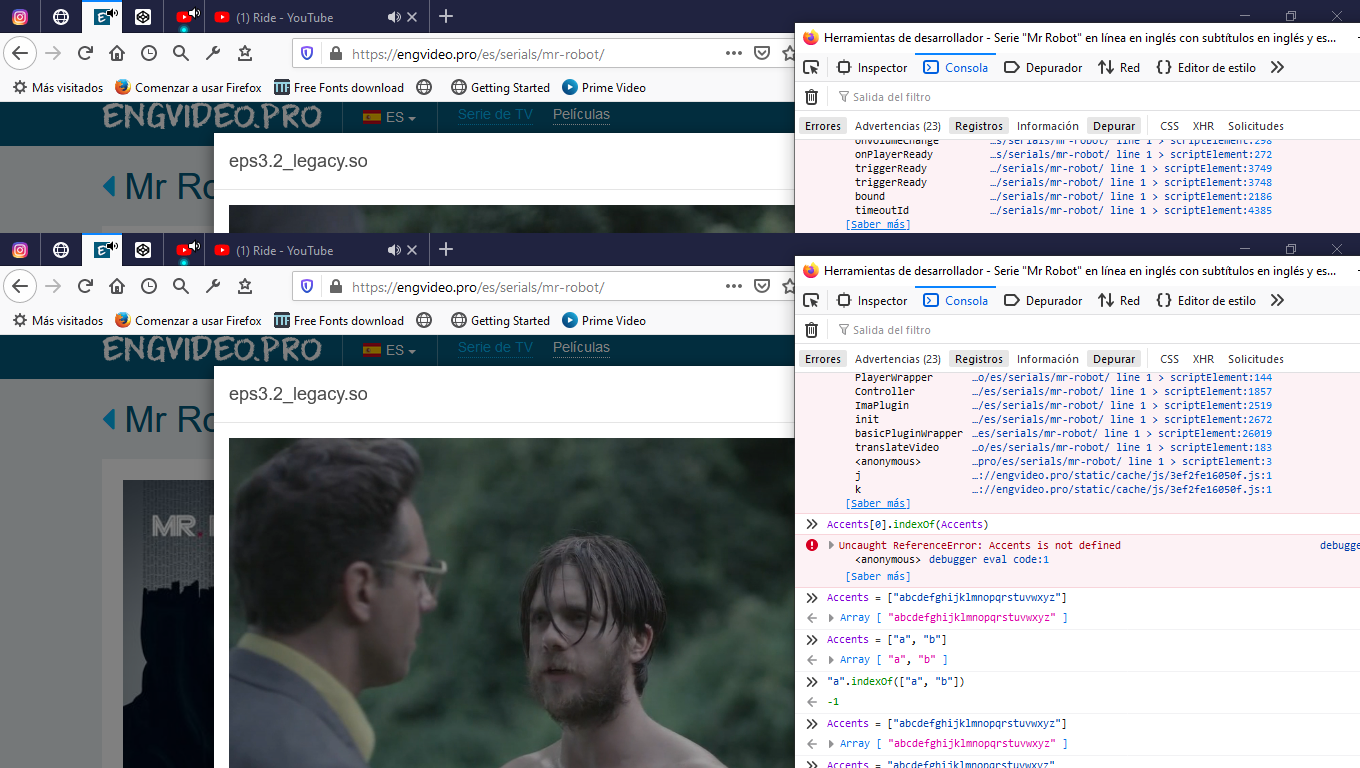 (1) Ride - YouTube
https://engvideo.pro/es/serials/mr-robot/
Más visitados Comenzar a usar Firefox Free Fonts download Getting Started Prime Video
ENGVIDEO.PRO ES Serie de TV Películas
Mr Ro
eps3.2_legacy.so
Herramientas de desarrollador - Serie "Mr Robot" en línea en inglés con subtítulos en inglés y es...
Inspector Consola Depurador Red Editor de estilo
Salida del filtro
Errores Advertencias (23) Registros Información Depurar CSS XHR Solicitudes
onVolumeChange …s/serials/mr-robot/ line 1 > scriptElement:298
onPlayerReady …s/serials/mr-robot/ line 1 > scriptElement:272
triggerReady …/serials/mr-robot/ line 1 > scriptElement:3749
triggerReady …/serials/mr-robot/ line 1 > scriptElement:3748
bound …/serials/mr-robot/ line 1 > scriptElement:2186
timeoutId …/serials/mr-robot/ line 1 > scriptElement:4385
[Saber más]
(1) Ride - YouTube
https://engvideo.pro/es/serials/mr-robot/
Más visitados Comenzar a usar Firefox Free Fonts download Getting Started Prime Video
ENGVIDEO.PRO ES Serie de TV Películas
Mr Ro
eps3.2_legacy.so
MR.
Herramientas de desarrollador - Serie "Mr Robot" en línea en inglés con subtítulos en inglés y es...
Inspector Consola Depurador Red Editor de estilo
Salida del filtro
Errores Advertencias (23) Registros Información Depurar CSS XHR Solicitudes
PlayerWrapper …o/es/serials/mr-robot/ line 1 > scriptElement:144
Controller …/es/serials/mr-robot/ line 1 > scriptElement:1857
ImaPlugin …/es/serials/mr-robot/ line 1 > scriptElement:2519
init …/es/serials/mr-robot/ line 1 > scriptElement:2672
basicPluginWrapper …es/serials/mr-robot/ line 1 > scriptElement:26019
translateVideo …o/es/serials/mr-robot/ line 1 > scriptElement:183
<anonymous> …pro/es/serials/mr-robot/ line 1 > scriptElement:3
j …://engvideo.pro/static/cache/js/3ef2fe16050f.js:1
k …://engvideo.pro/static/cache/js/3ef2fe16050f.js:1
[Saber más]
Accents[0].indexOf(Accents)
Uncaught ReferenceError: Accents is not defined debugge
<anonymous> debugger eval code:1
[Saber más]
Accents = ["abcdefghijklmnopqrstuvwxyz"]
Array [ "abcdefghijklmnopqrstuvwxyz" ]
Accents = ["a", "b"]
Array [ "a", "b" ]
"a".indexOf(["a", "b"])
-1
Accents = ["abcdefghijklmnopqrstuvwxyz"]
Array [ "abcdefghijklmnopqrstuvwxyz" ]
Accents = "abcdefghijklmnopqrstuvwxyz"